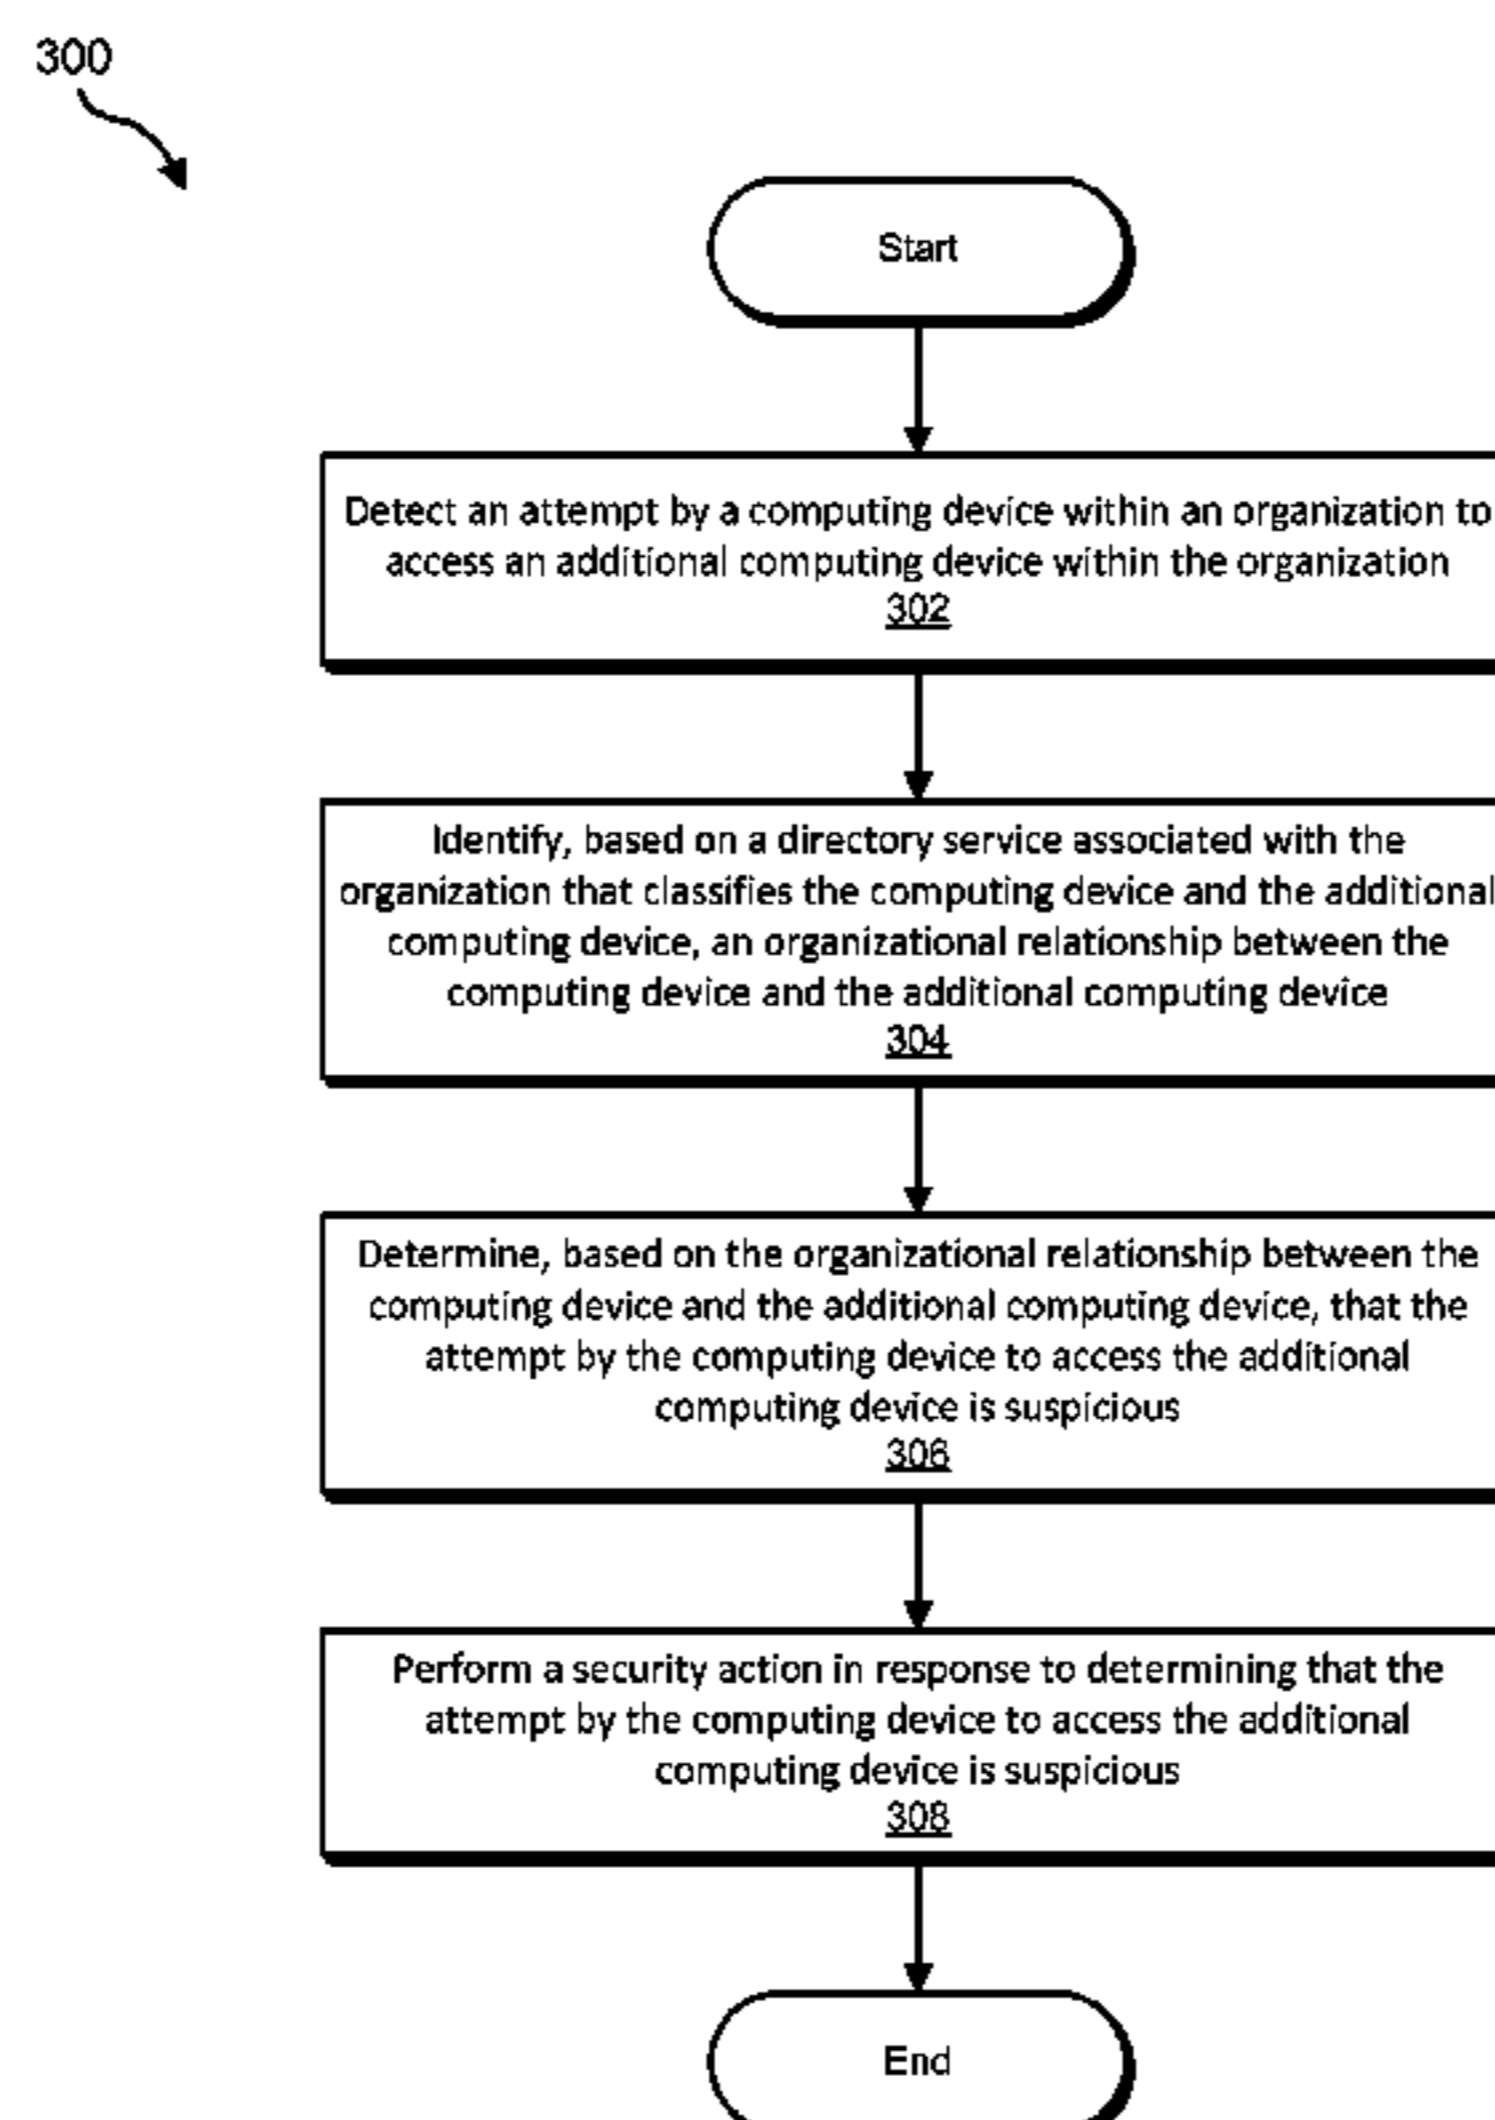 300
Start
Detect an attempt by a computing device within an organization to
access an additional computing device within the organization
302
Identify, based on a directory service associated with the
organization that classifies the computing device and the additional
computing device, an organizational relationship between the
computing device and the additional computing device
304
Determine, based on the organizational relationship between the
computing device and the additional computing device, that the
attempt by the computing device to access the additional
computing device is suspicious
306
Perform a security action in response to determining that the
attempt by the computing device to access the additional
computing device is suspicious
308
End